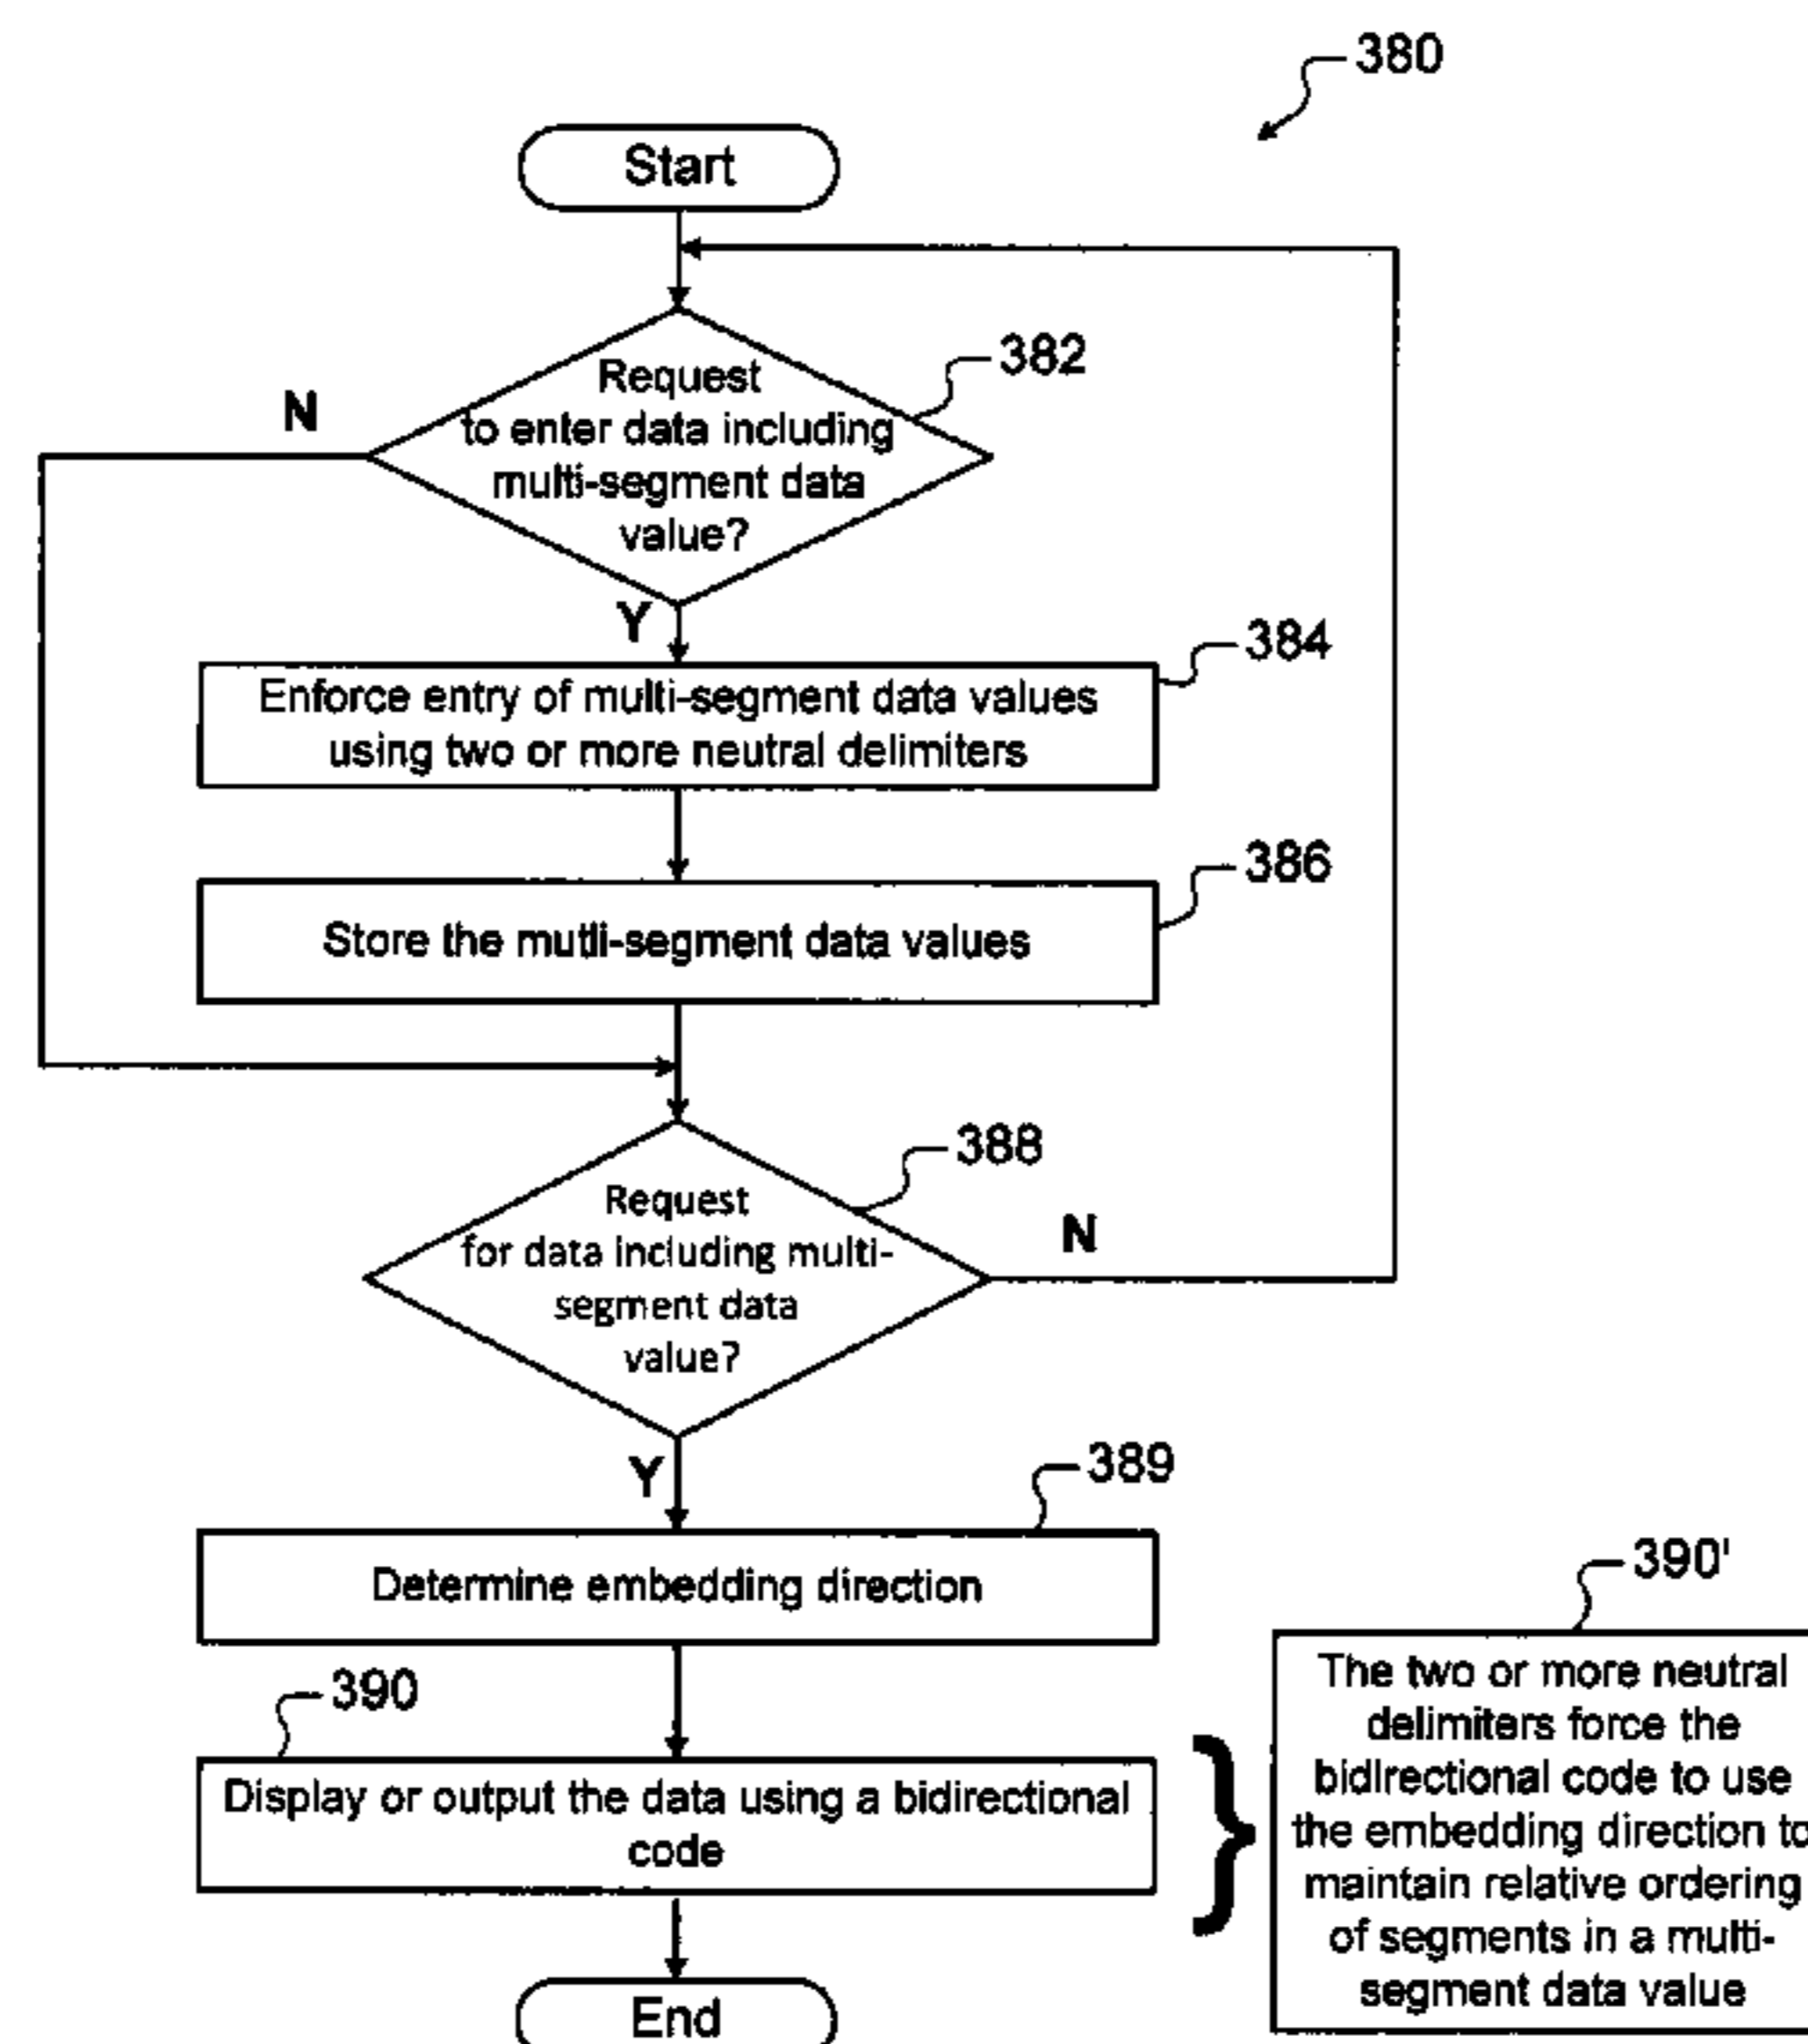 380
Start
382
Request
to enter data including
multi-segment data
value?
N
Y
384
Enforce entry of multi-segment data values
using two or more neutral delimiters
386
Store the mutli-segment data values
388
Request
for data including multi-
segment data
value?
N
Y
389
Determine embedding direction
390
Display or output the data using a bidirectional
code
390'
The two or more neutral
delimiters force the
bidirectional code to use
the embedding direction to
maintain relative ordering
of segments in a multi-
segment data value
End